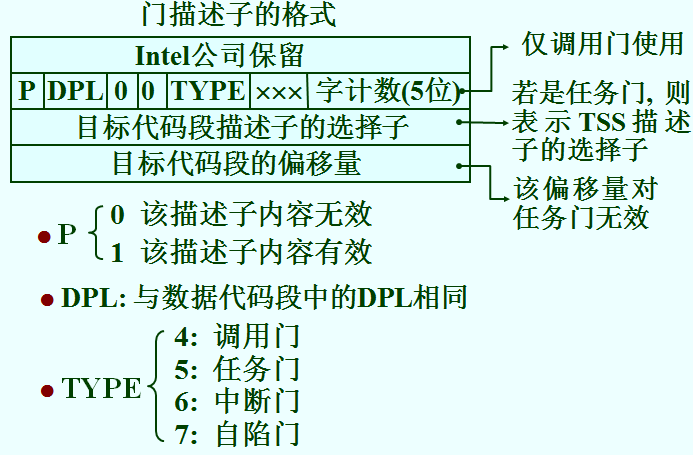 门描述子的格式
Intel公司保留
P DPL 0 0 TYPE ××× 字计数(5位)
目标代码段描述子的选择子
目标代码段的偏移量
仅调用门使用
若是任务门, 则
表示 TSS 描述
子的选择子
该偏移量对
任务门无效
● P
0 该描述子内容无效
1 该描述子内容有效
● DPL: 与数据代码段中的DPL相同
● TYPE
4: 调用门
5: 任务门
6: 中断门
7: 自陷门